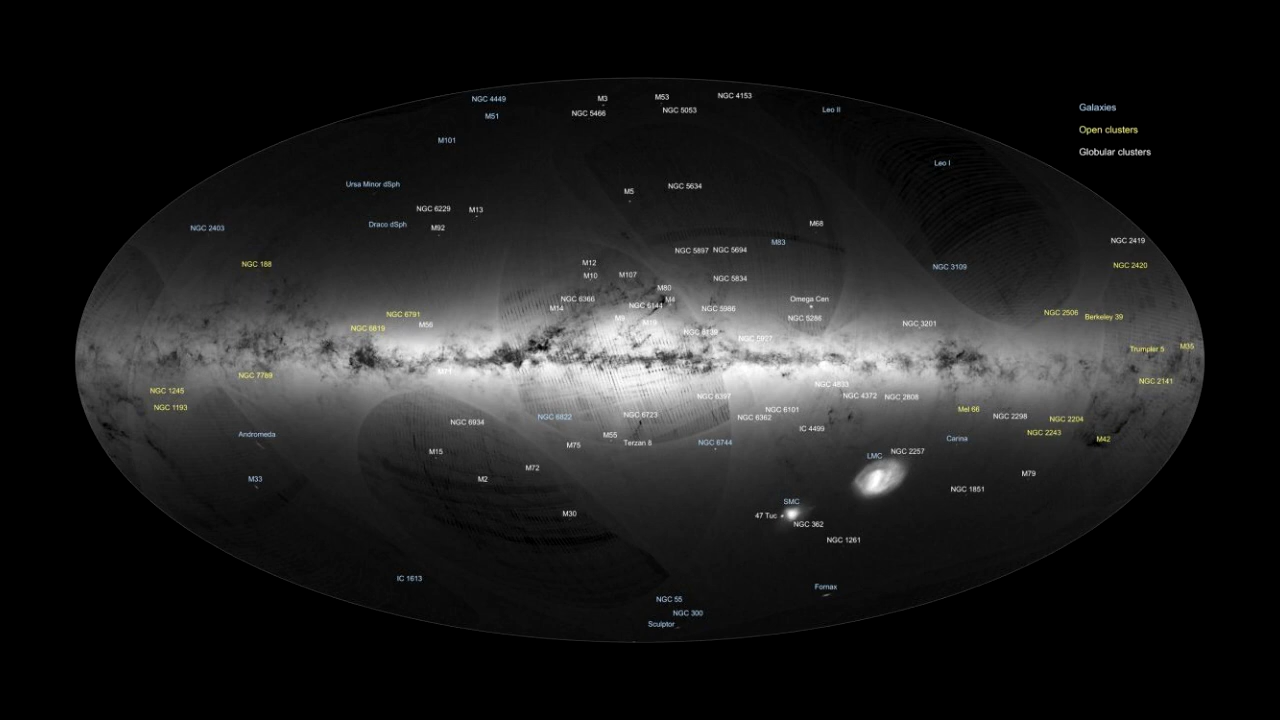 NGC 4449
M3
M53
NGC 4153
NGC 5466
NGC 5053
Leo II
M51
M101
Galaxies
Open clusters
Globular clusters
Leo I
Ursa Minor dSph
M5
NGC 5634
NGC 6229
M13
Draco dSph
M92
NGC 2403
M68
M83
NGC 2419
NGC 5897
NGC 5694
NGC 188
M12
M10
M107
NGC 5834
NGC 3109
NGC 2420
M80
M4
NGC 6366
NGC 6144
M14
NGC 5986
Omega Cen
NGC 5286
NGC 6791
M56
NGC 6819
M9
M19
NGC 3201
NGC 2506
Berkeley 39
NGC 5927
Trumpler 5
M35
M71
NGC 7789
NGC 2141
NGC 1245
NGC 1193
NGC 4833
NGC 4372
NGC 2808
NGC 6397
NGC 6101
NGC 6362
Mel 66
NGC 2298
NGC 2204
NGC 2243
M42
NGC 6822
NGC 6723
NGC 6934
IC 4499
Andromeda
M55
Terzan 8
M75
NGC 6744
Carina
M15
LMC
NGC 2257
M33
M2
M72
M79
NGC 1851
SMC
47 Tuc
NGC 362
M30
NGC 1261
IC 1613
Fornax
NGC 55
NGC 300
Sculptor